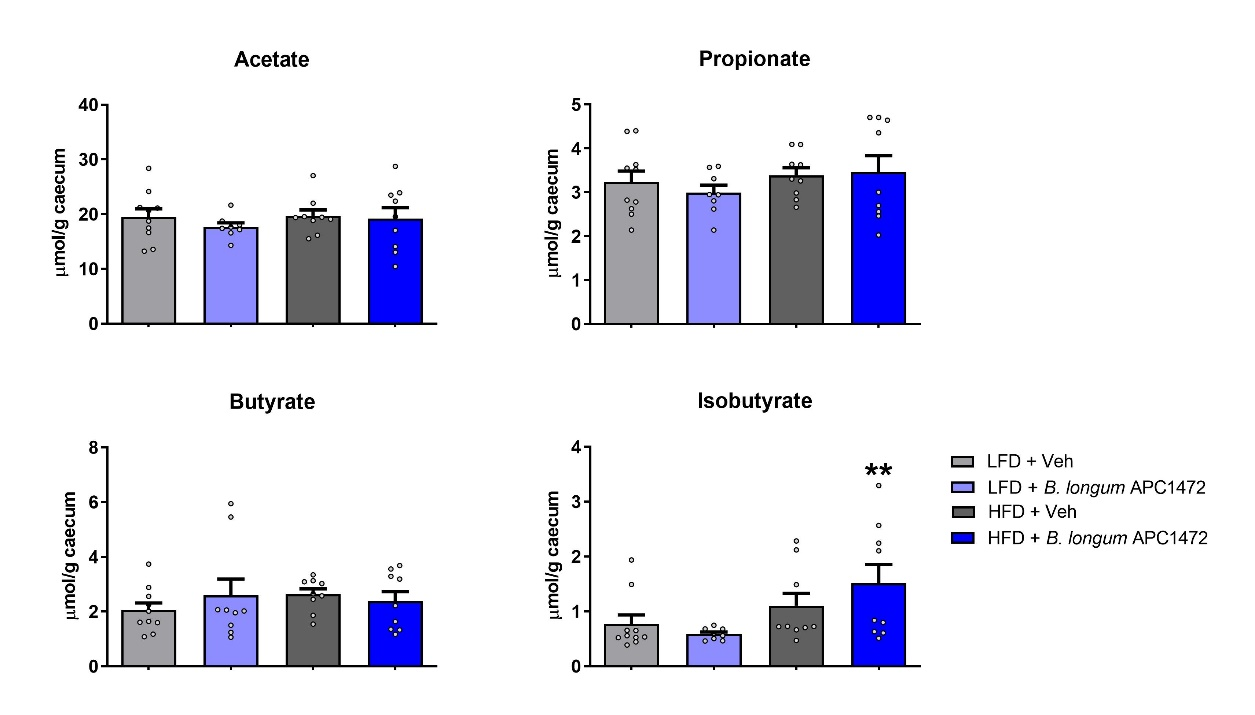 Acetate
40
30
20
10
0
μmol/g caecum
Propionate
5
4
3
2
1
0
μmol/g caecum
Butyrate
8
6
4
2
0
μmol/g caecum
Isobutyrate
4
3
2
1
0
μmol/g caecum
**
LFD + Veh
LFD + B. longum APC1472
HFD + Veh
HFD + B. longum APC1472